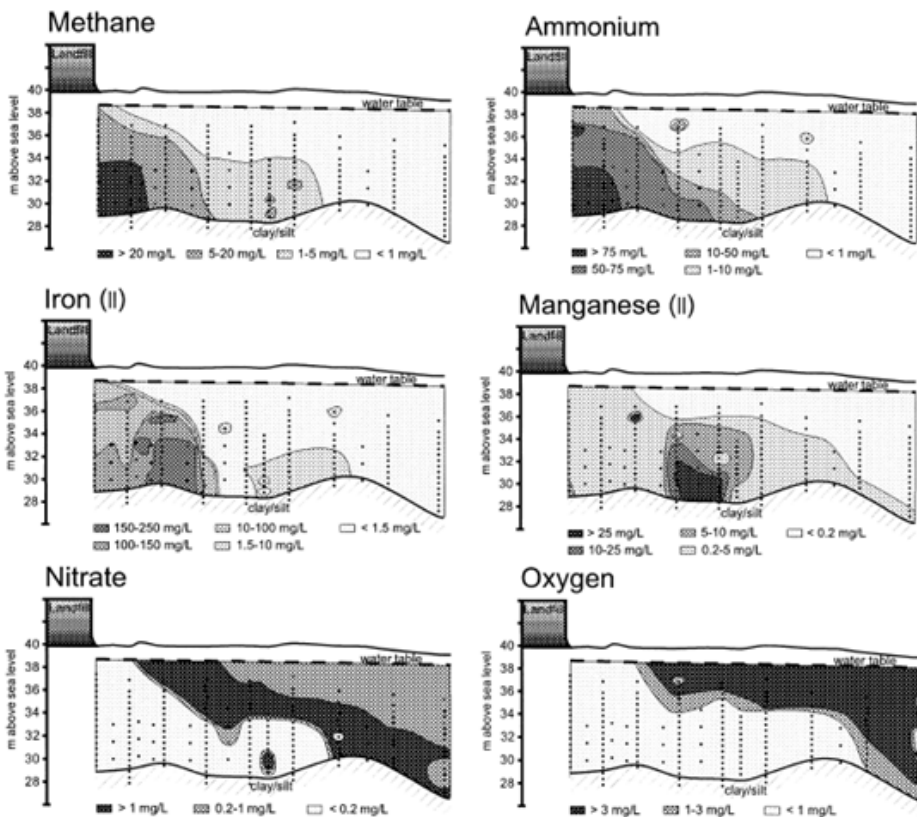 Methane
Landfill
40
38
34
30
28
m above sea level
water table
clay/silt
> 20 mg/L 5-20 mg/L 1-5 mg/L < 1 mg/L
Ammonium
Landfill
40
38
34
30
28
m above sea level
water table
clay/silt
> 75 mg/L 10-50 mg/L < 1 mg/L
50-75 mg/L 1-10 mg/L
Iron (II)
Landfill
40
38
36
34
32
30
28
m above sea level
water table
clay/silt
150-250 mg/L 10-100 mg/L < 1.5 mg/L
100-150 mg/L 1.5-10 mg/L
Manganese (II)
Landfill
40
38
36
34
32
30
28
m above sea level
water table
clay/silt
> 25 mg/L 5-10 mg/L < 0.2 mg/L
10-25 mg/L 0.2-5 mg/L
Nitrate
Landfill
40
38
36
34
32
30
28
m above sea level
water table
clay/silt
> 1 mg/L 0.2-1 mg/L < 0.2 mg/L
Oxygen
Landfill
40
38
36
34
32
30
28
m above sea level
water table
clay/silt
> 3 mg/L 1-3 mg/L < 1 mg/L